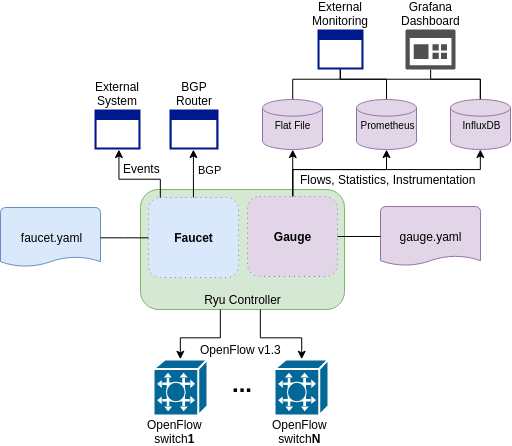 External
Monitoring
Grafana
Dashboard
External
System
BGP
Router
Flat File
Prometheus
InfluxDB
Events
BGP
Flows, Statistics, Instrumentation
faucet.yaml
Faucet
Gauge
gauge.yaml
Ryu Controller
OpenFlow v1.3
...
OpenFlow
switch1
OpenFlow
switchN